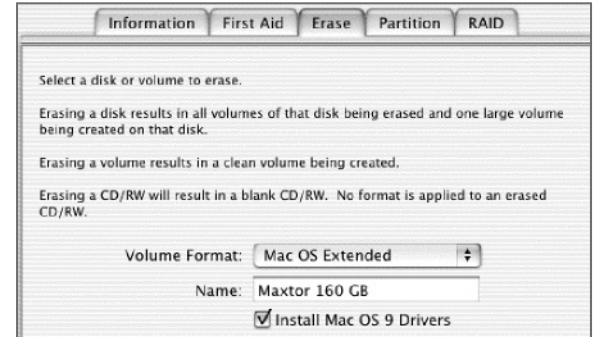 Information First Aid Erase Partition RAID
Select a disk or volume to erase.
Erasing a disk results in all volumes of that disk being erased and one large volume
being created on that disk.
Erasing a volume results in a clean volume being created.
Erasing a CD/RW will result in a blank CD/RW. No format is applied to an erased
CD/RW.
Volume Format: Mac OS Extended
Name: Maxtor 160 GB
Install Mac OS 9 Drivers